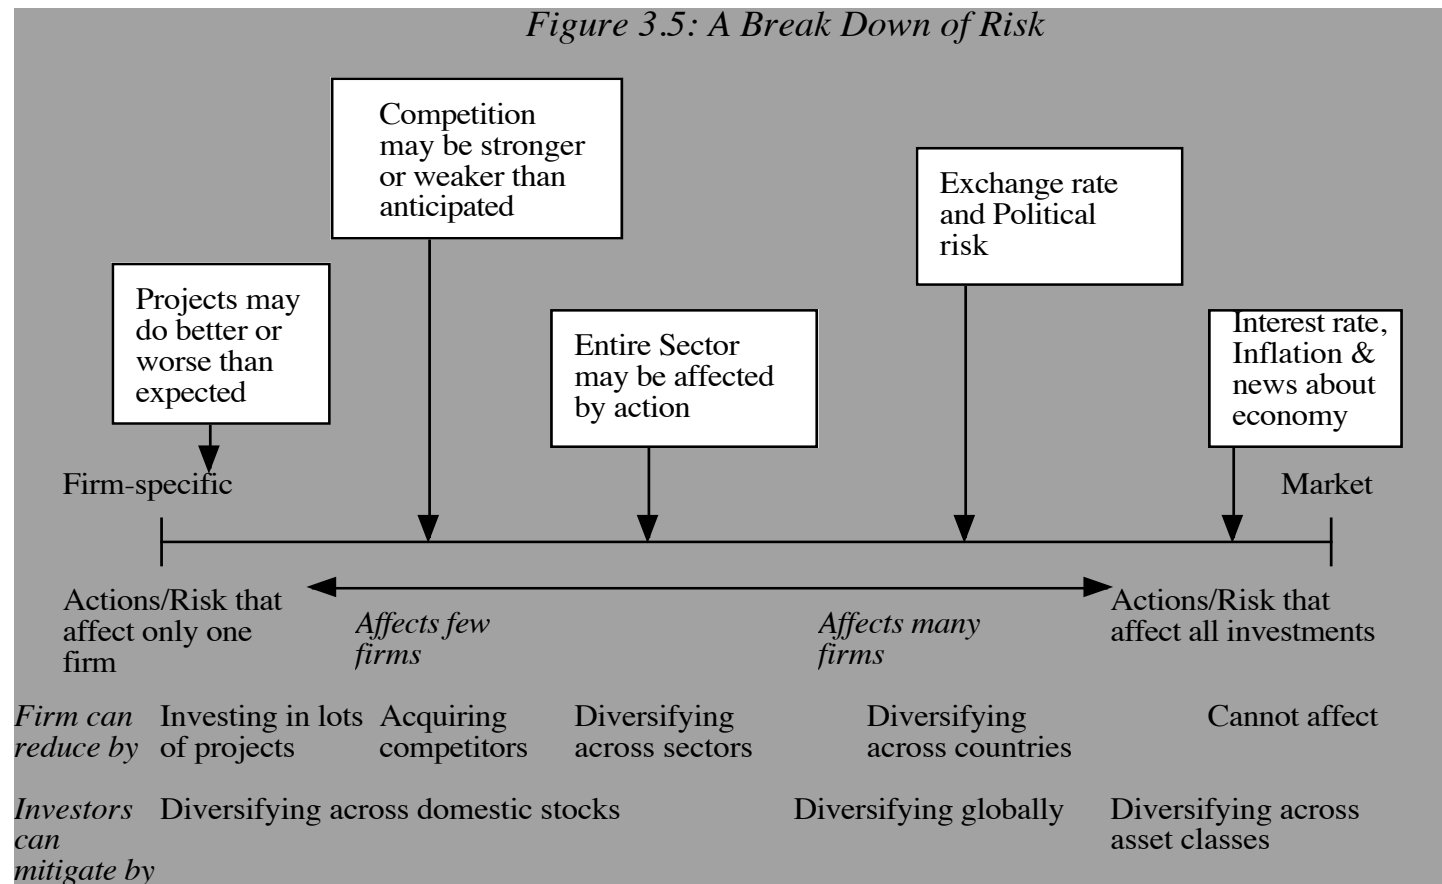 Figure 3.5: A Break Down of Risk
Competition
may be stronger
or weaker than
anticipated
Exchange rate
and Political
risk
Projects may
do better or
worse than
expected
Entire Sector
may be affected
by action
Interest rate,
Inflation &
news about
economy
Firm-specific
Market
Actions/Risk that
affect only one
firm
Affects few
firms
Affects many
firms
Actions/Risk that
affect all investments
Firm can
reduce by
Investing in lots
of projects
Acquiring
competitors
Diversifying
across sectors
Diversifying
across countries
Cannot affect
Investors
can
mitigate by
Diversifying across domestic stocks
Diversifying globally
Diversifying across
asset classes